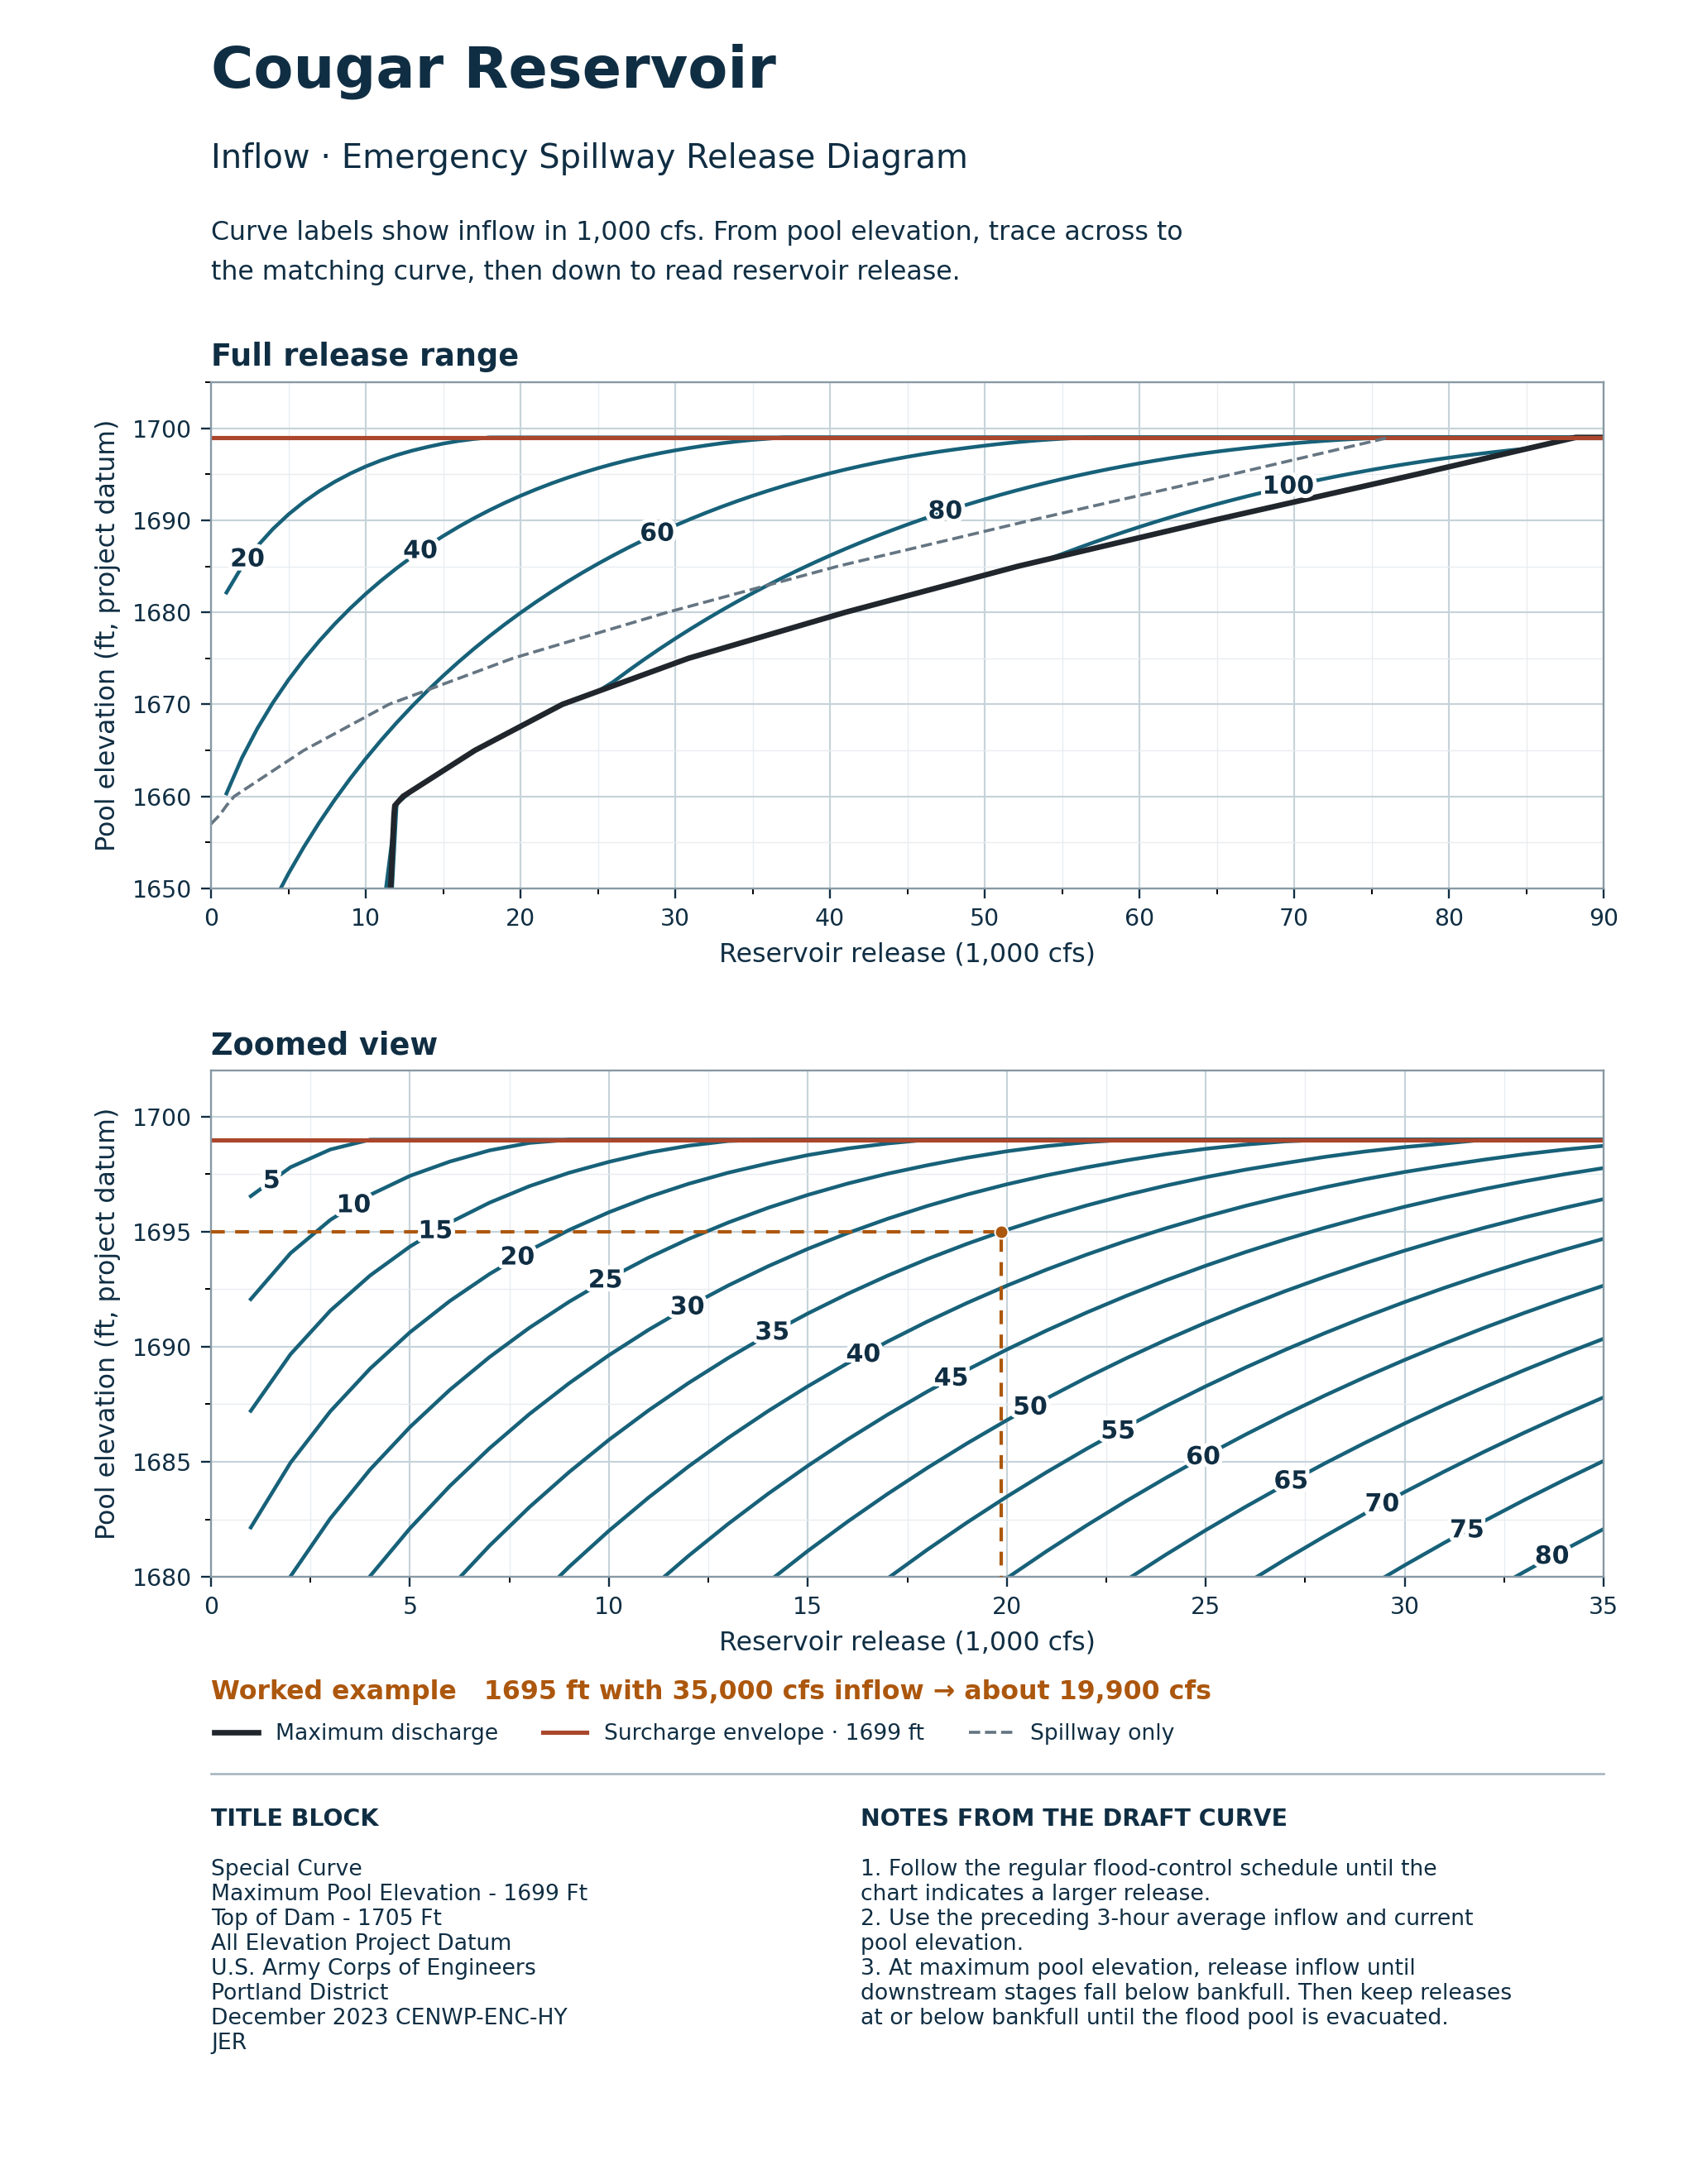 Cougar Reservoir
Inflow · Emergency Spillway Release Diagram
Curve labels show inflow in 1,000 cfs. From pool elevation, trace across to
the matching curve, then down to read reservoir release.
Full release range
Pool elevation (ft, project datum)
1700
1690
1680
1670
1660
1650
20
40
60
80
100
0 10 20 30 40 50 60 70 80 90
Reservoir release (1,000 cfs)
Zoomed view
Pool elevation (ft, project datum)
1700
1695
1690
1685
1680
5
10
15
20
25
30
35
40
45
50
55
60
65
70
75
80
0 5 10 15 20 25 30 35
Reservoir release (1,000 cfs)
Worked example 1695 ft with 35,000 cfs inflow → about 19,900 cfs
Maximum discharge Surcharge envelope · 1699 ft Spillway only
TITLE BLOCK
Special Curve
Maximum Pool Elevation - 1699 Ft
Top of Dam - 1705 Ft
All Elevation Project Datum
U.S. Army Corps of Engineers
Portland District
December 2023 CENWP-ENC-HY
JER
NOTES FROM THE DRAFT CURVE
1. Follow the regular flood-control schedule until the
chart indicates a larger release.
2. Use the preceding 3-hour average inflow and current
pool elevation.
3. At maximum pool elevation, release inflow until
downstream stages fall below bankfull. Then keep releases
at or below bankfull until the flood pool is evacuated.